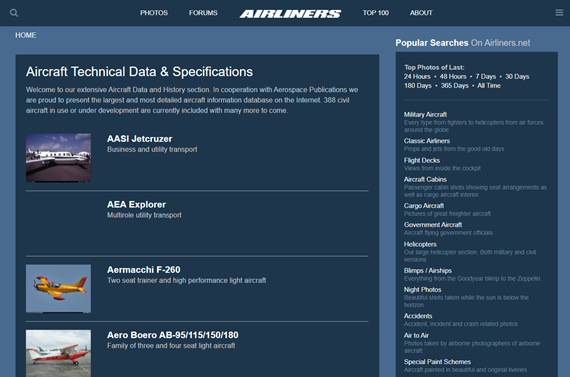 PHOTOS FORUMS AIRLINERS TOP 100 ABOUT
HOME
Aircraft Technical Data & Specifications
Welcome to our extensive Aircraft Data and History section. In cooperation with Aerospace Publications we
are proud to present the largest and most detailed aircraft information database on the Internet. 388 civil
aircraft in use or under development are currently included with many more to come.
AASI Jetcruzer
Business and utility transport
AEA Explorer
Multirole utility transport
Aermacchi F-260
Two seat trainer and high performance light aircraft
Aero Boero AB-95/115/150/180
Family of three and four seat light aircraft
Popular Searches On Airliners.net
Top Photos of Last:
24 Hours • 48 Hours • 7 Days • 30 Days
180 Days • 365 Days • All Time
Military Aircraft
Every type from fighters to helicopters from air forces
around the globe
Classic Airliners
Props and jets from the good old days
Flight Decks
Views from inside the cockpit
Aircraft Cabins
Passenger cabin shots showing seat arrangements as
well as cargo aircraft interior
Cargo Aircraft
Pictures of great freighter aircraft
Government Aircraft
Aircraft flying government officials
Helicopters
Our large helicopter section. Both military and civil
versions
Blimps / Airships
Everything from the Goodyear blimp to the Zeppelin
Night Photos
Beautiful shots taken while the sun is below the
horizon
Accidents
Accident, incident and crash related photos
Air to Air
Photos taken by airborne photographers of airborne
aircraft
Special Paint Schemes
Aircraft painted in beautiful and original liveries